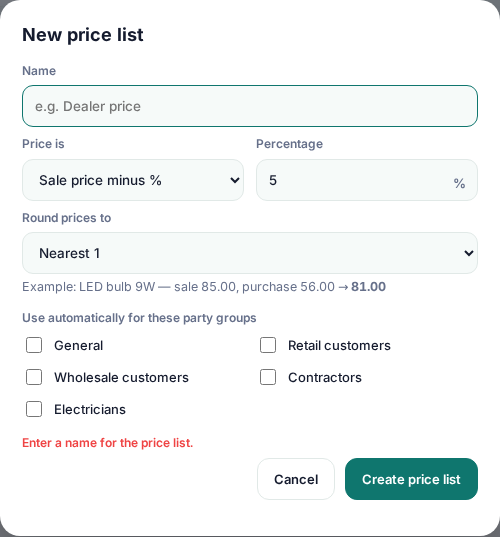 New price list
Name
e.g. Dealer price
Price is
Percentage
Sale price minus %
5
%
Round prices to
Nearest 1
Example: LED bulb 9W — sale 85.00, purchase 56.00 → 81.00
Use automatically for these party groups
General
Retail customers
Wholesale customers
Contractors
Electricians
Enter a name for the price list.
Cancel
Create price list